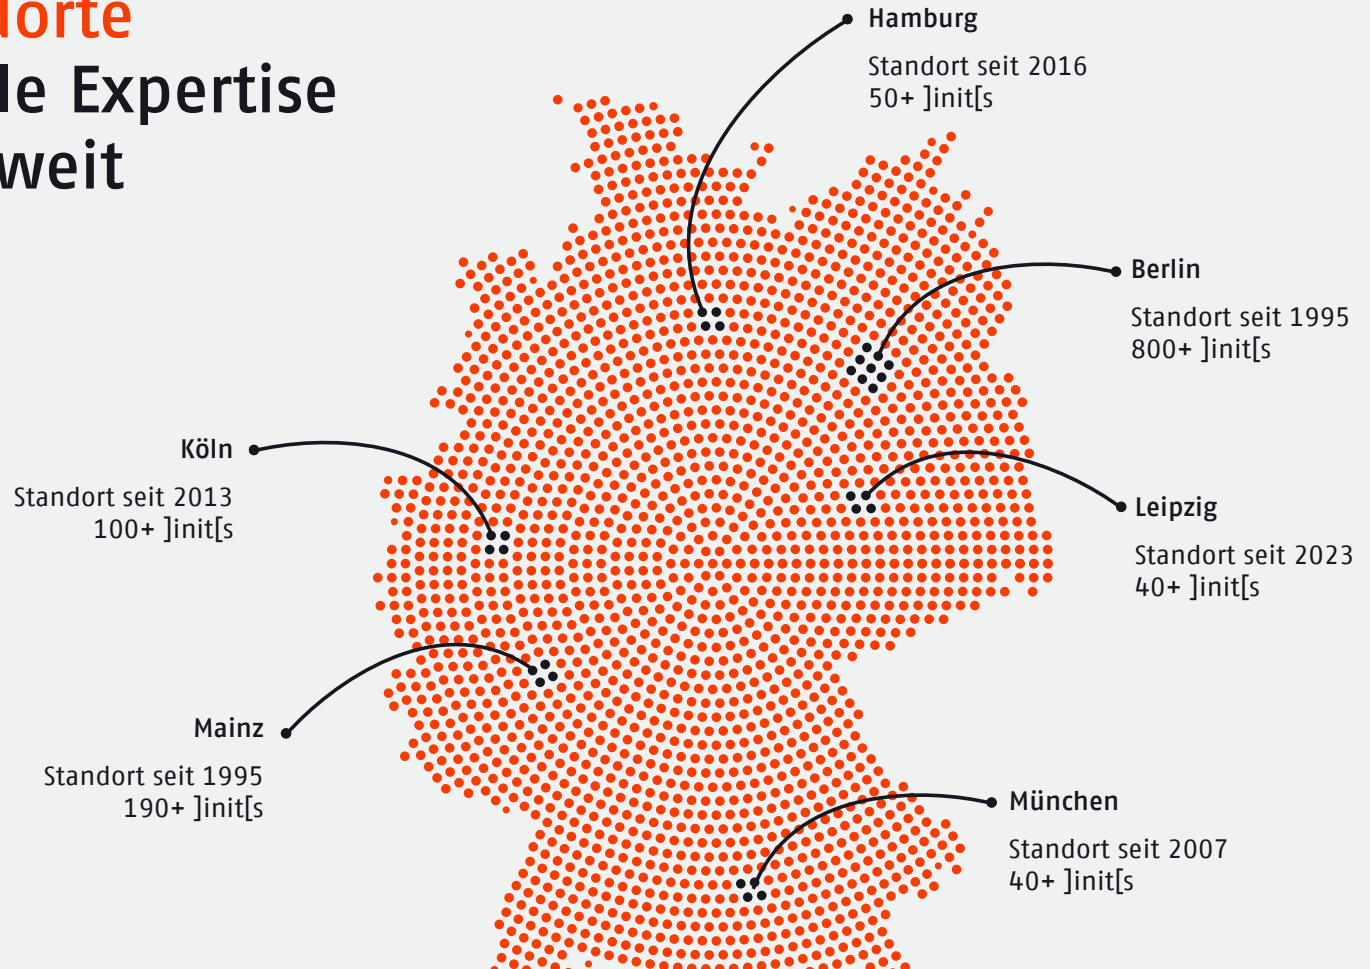 dorte
le Expertise
weit
Hamburg
Standort seit 2016
50+ ]init[s
Berlin
Standort seit 1995
800+ ]init[s
Köln
Standort seit 2013
100+ ]init[s
Leipzig
Standort seit 2023
40+ ]init[s
Mainz
Standort seit 1995
190+ ]init[s
München
Standort seit 2007
40+ ]init[s